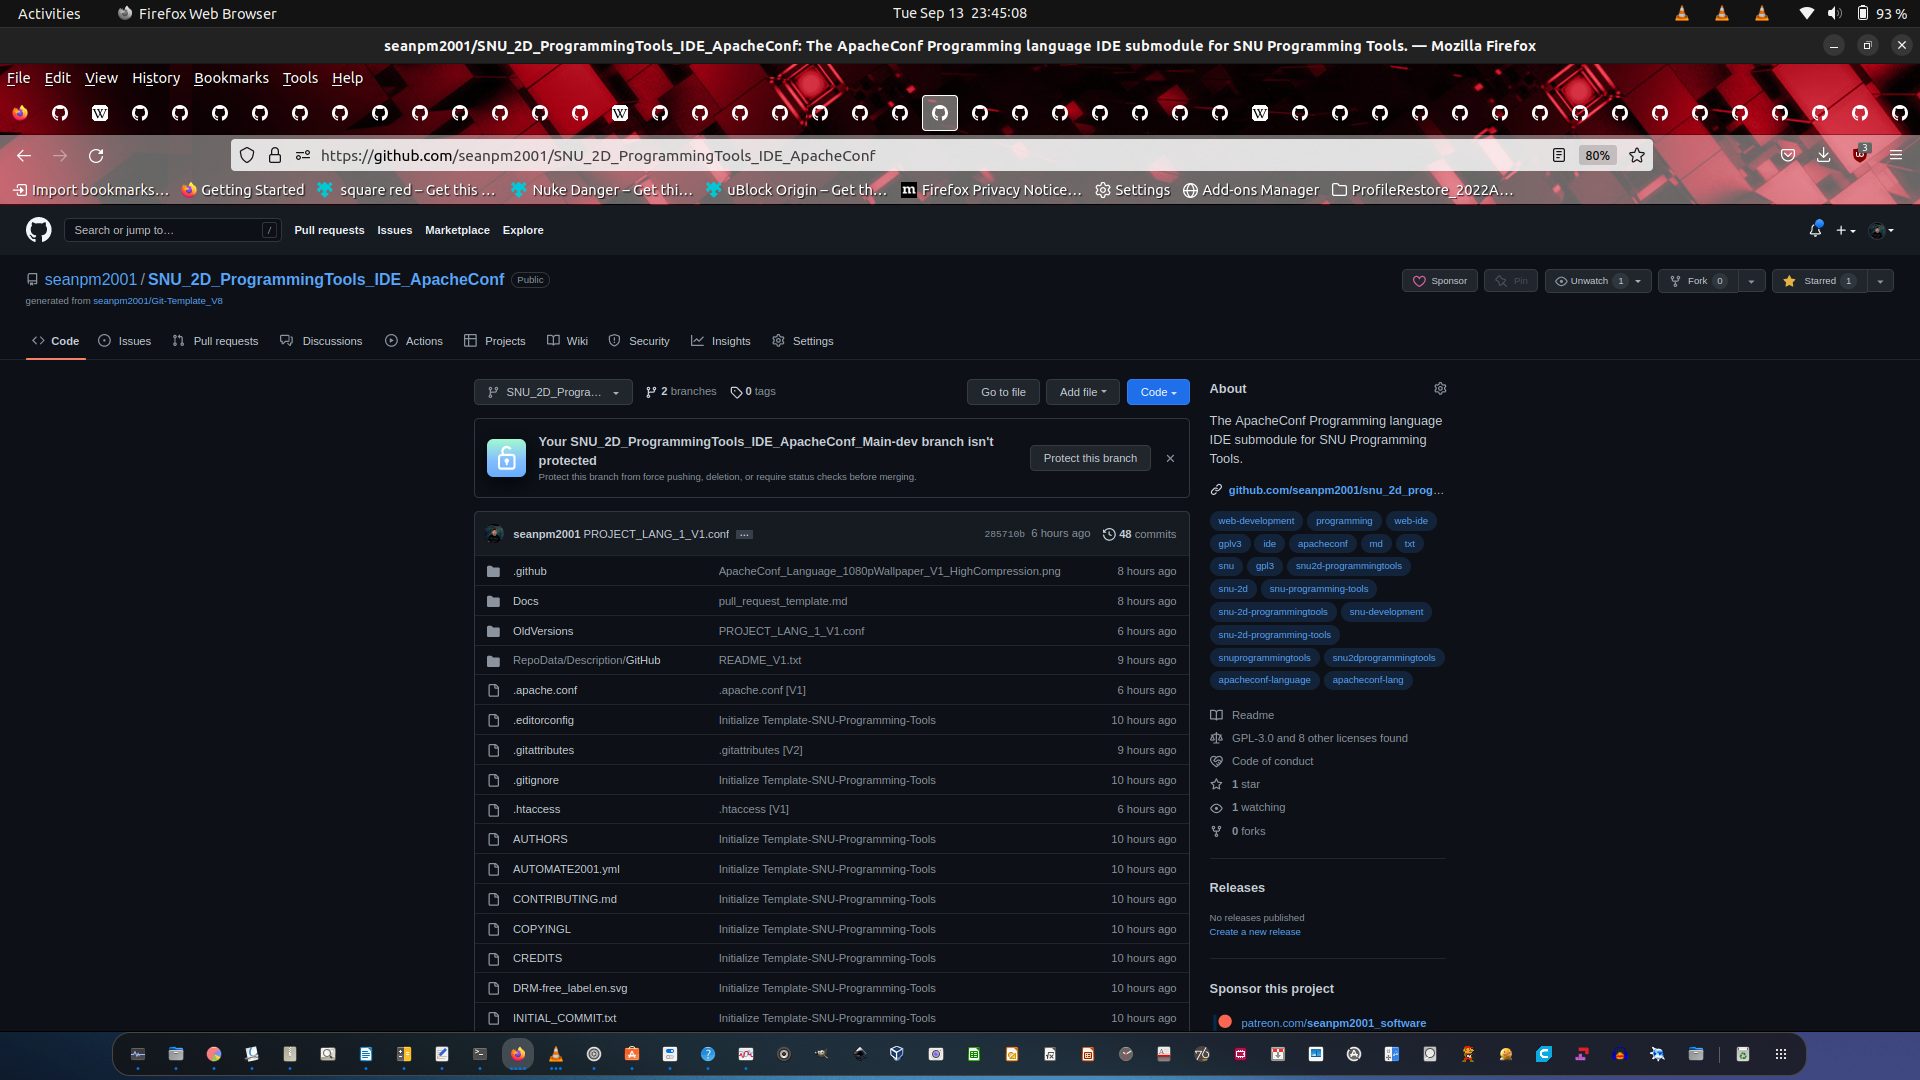 Activities
Firefox Web Browser
Tue Sep 13 23:45:08
93 %
seanpm2001/SNU_2D_ProgrammingTools_IDE_ApacheConf: The ApacheConf Programming language IDE submodule for SNU Programming Tools. — Mozilla Firefox
File Edit View History Bookmarks Tools Help
https://github.com/seanpm2001/SNU_2D_ProgrammingTools_IDE_ApacheConf
80%
3
Import bookmarks…
Getting Started
square red – Get this …
Nuke Danger – Get thi…
uBlock Origin – Get th…
Firefox Privacy Notice…
Settings
Add-ons Manager
ProfileRestore_2022A…
Search or jump to…
/
Pull requests Issues Marketplace Explore
seanpm2001 / SNU_2D_ProgrammingTools_IDE_ApacheConf Public
generated from seanpm2001/Git-Template_V8
Sponsor
Pin
Unwatch 1
Fork 0
Starred 1
Code
Issues
Pull requests
Discussions
Actions
Projects
Wiki
Security
Insights
Settings
SNU_2D_Progra…
2 branches
0 tags
Go to file
Add file
Code
Your SNU_2D_ProgrammingTools_IDE_ApacheConf_Main-dev branch isn't
protected
Protect this branch from force pushing, deletion, or require status checks before merging.
Protect this branch
seanpm2001 PROJECT_LANG_1_V1.conf … 285710b 6 hours ago 48 commits
.github ApacheConf_Language_1080pWallpaper_V1_HighCompression.png 8 hours ago
Docs pull_request_template.md 8 hours ago
OldVersions PROJECT_LANG_1_V1.conf 6 hours ago
RepoData/Description/GitHub README_V1.txt 9 hours ago
.apache.conf .apache.conf [V1] 6 hours ago
.editorconfig Initialize Template-SNU-Programming-Tools 10 hours ago
.gitattributes .gitattributes [V2] 9 hours ago
.gitignore Initialize Template-SNU-Programming-Tools 10 hours ago
.htaccess .htaccess [V1] 6 hours ago
AUTHORS Initialize Template-SNU-Programming-Tools 10 hours ago
AUTOMATE2001.yml Initialize Template-SNU-Programming-Tools 10 hours ago
CONTRIBUTING.md Initialize Template-SNU-Programming-Tools 10 hours ago
COPYINGL Initialize Template-SNU-Programming-Tools 10 hours ago
CREDITS Initialize Template-SNU-Programming-Tools 10 hours ago
DRM-free_label.en.svg Initialize Template-SNU-Programming-Tools 10 hours ago
INITIAL_COMMIT.txt Initialize Template-SNU-Programming-Tools 10 hours ago
About
The ApacheConf Programming language
IDE submodule for SNU Programming
Tools.
github.com/seanpm2001/snu_2d_prog…
web-development programming web-ide
gplv3 ide apacheconf md txt
snu gpl3 snu2d-programmingtools
snu-2d snu-programming-tools
snu-2d-programmingtools snu-development
snu-2d-programming-tools
snuprogrammingtools snu2dprogrammingtools
apacheconf-language apacheconf-lang
Readme
GPL-3.0 and 8 other licenses found
Code of conduct
1 star
1 watching
0 forks
Releases
No releases published
Create a new release
Sponsor this project
patreon.com/seanpm2001_software